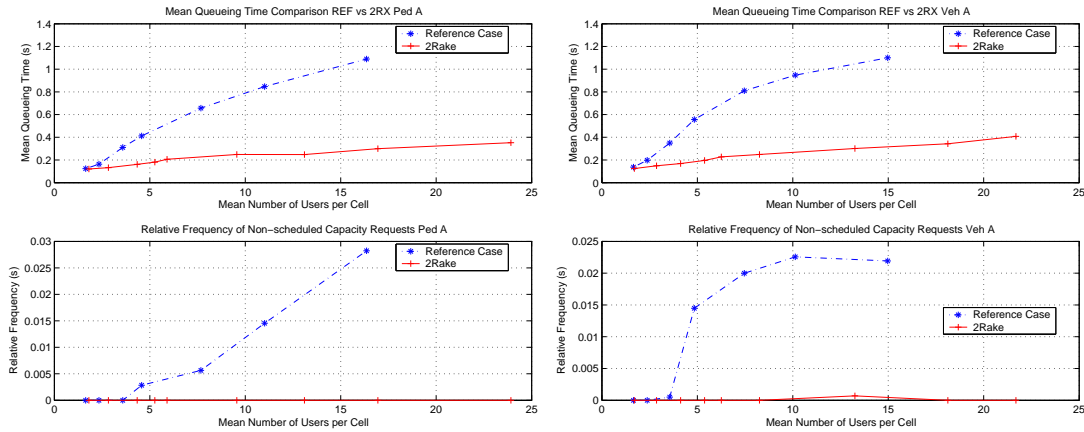 Mean Queueing Time Comparison REF vs 2RX Ped A
Mean Queueing Time (s)
1.4
1.2
1
0.8
0.6
0.4
0.2
0
0 5 10 15 20 25
Mean Number of Users per Cell
Reference Case
2Rake
Mean Queueing Time Comparison REF vs 2RX Veh A
Mean Queueing Time (s)
1.4
1.2
1
0.8
0.6
0.4
0.2
0
0 5 10 15 20 25
Mean Number of Users per Cell
Reference Case
2Rake
Relative Frequency of Non−scheduled Capacity Requests Ped A
Relative Frequency (s)
0.03
0.025
0.02
0.015
0.01
0.005
0
0 5 10 15 20 25
Mean Number of Users per Cell
Reference Case
2Rake
Relative Frequency of Non−scheduled Capacity Requests Veh A
Relative Frequency (s)
0.025
0.02
0.015
0.01
0.005
0
0 5 10 15 20 25
Mean Number of Users per Cell
Reference Case
2Rake